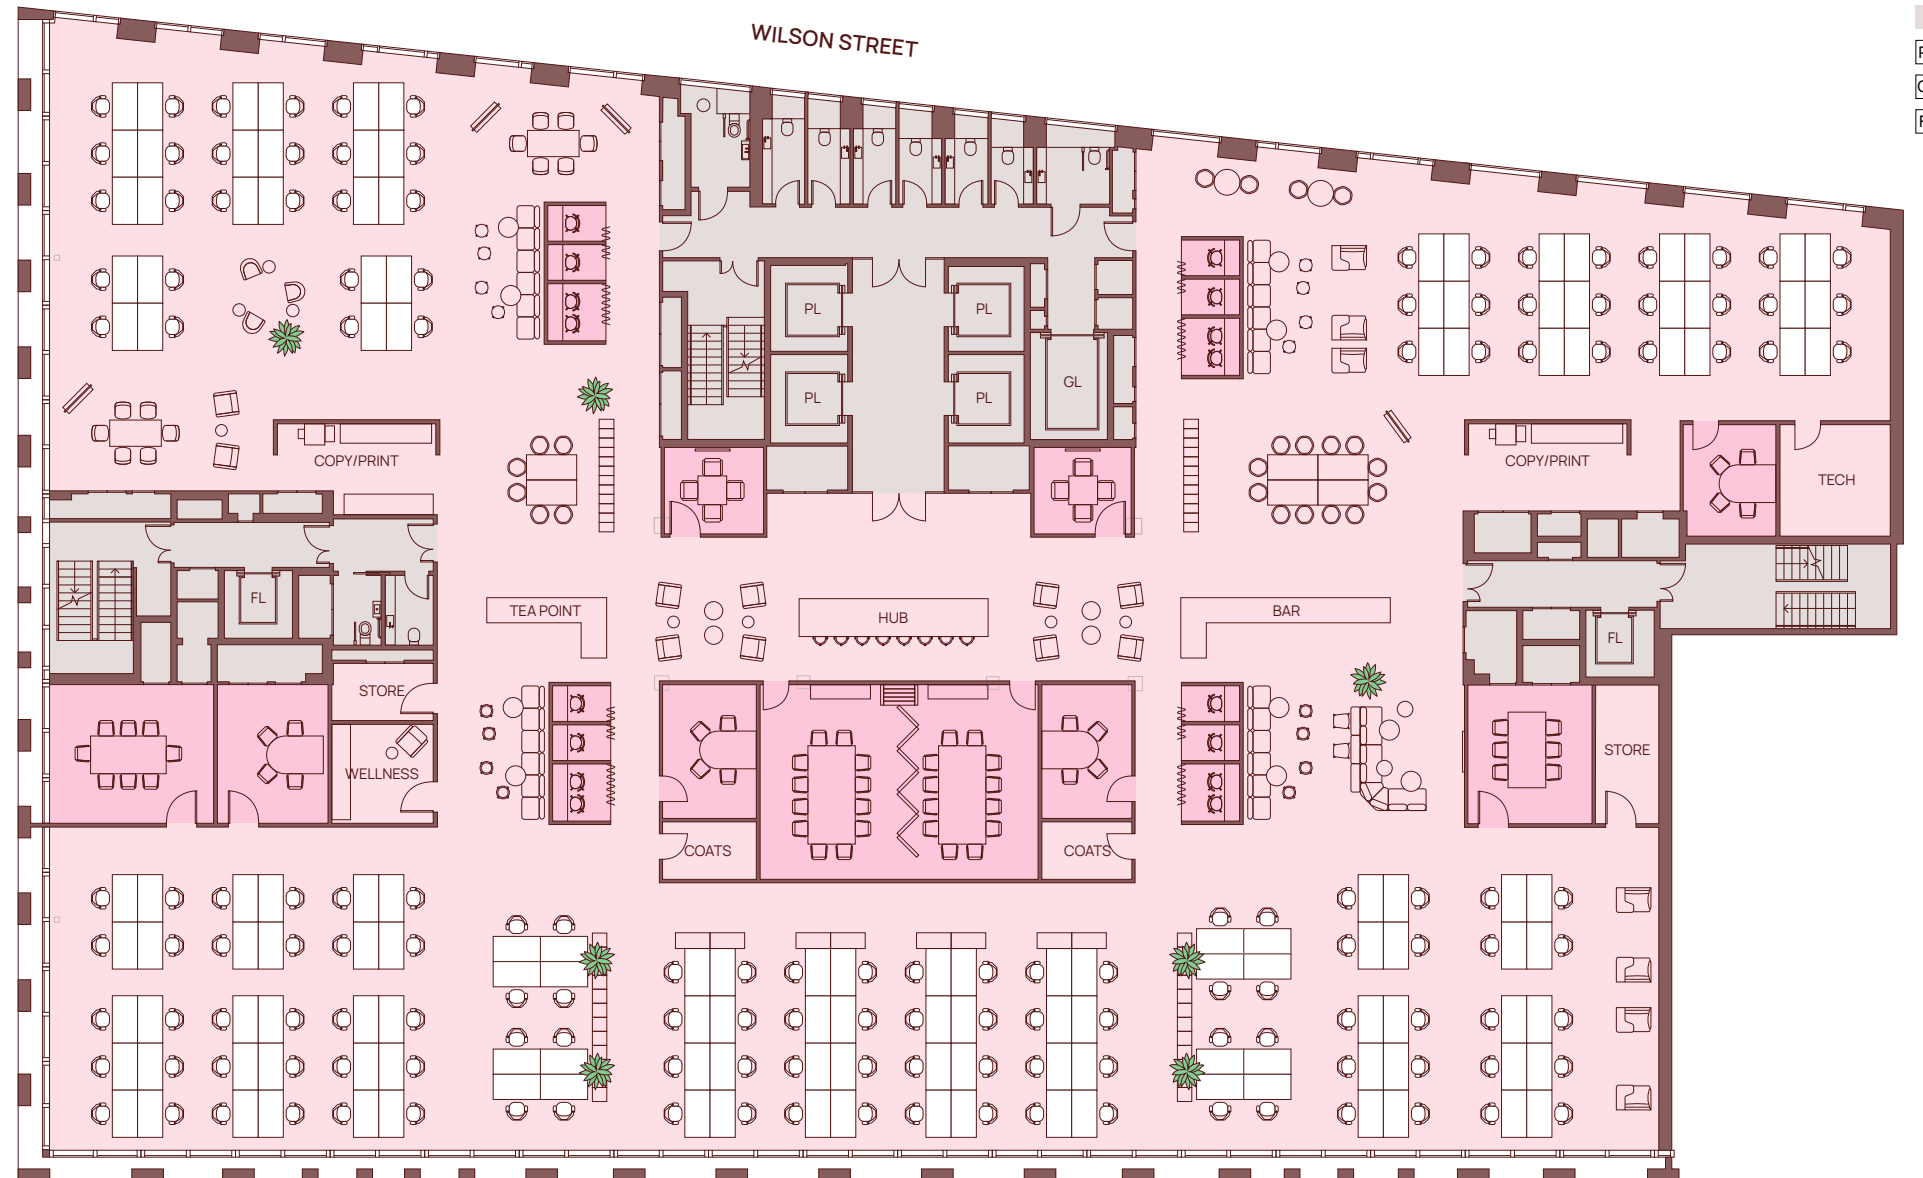 WILSON STREET
PL
PL
PL
PL
GL
COPY/PRINT
COPY/PRINT
TECH
FL
TEA POINT
HUB
BAR
FL
STORE
WELLNESS
STORE
COATS
COATS